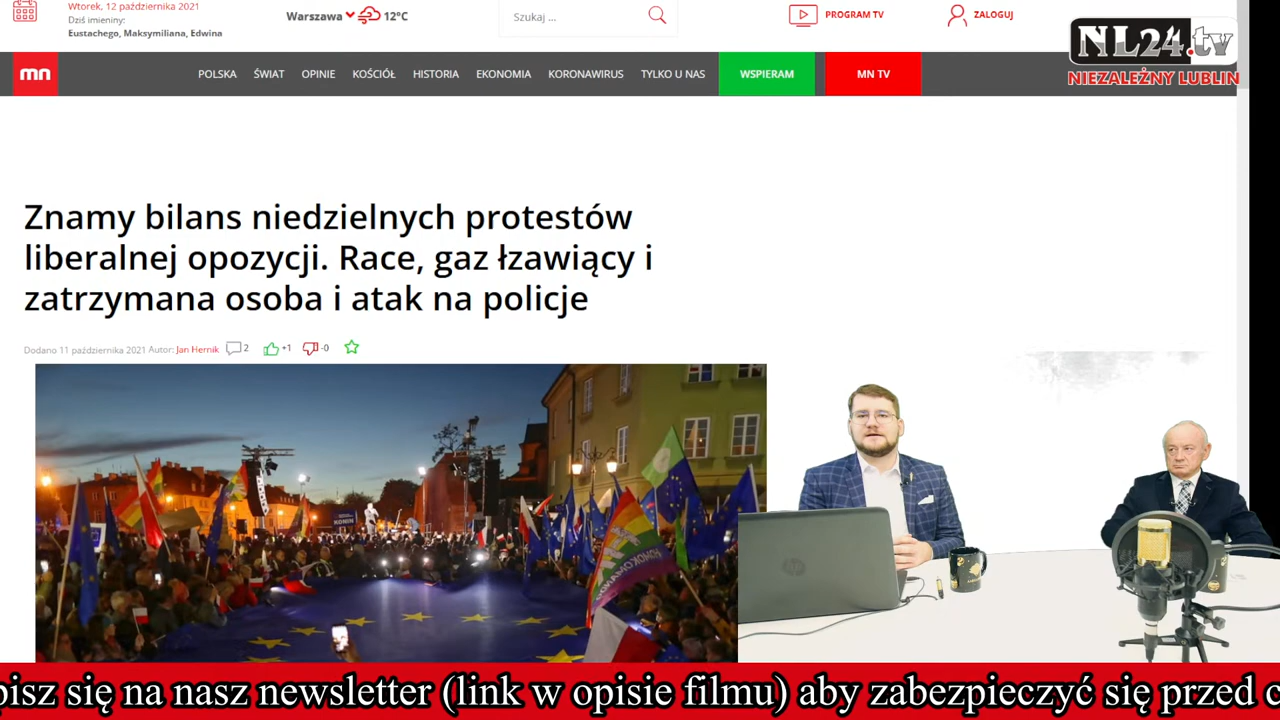 Wtorek, 12 października 2021
Dziś imieniny:
Eustachego, Maksymiliana, Edwina
Warszawa 12°C
Szukaj ...
PROGRAM TV
ZALOGUJ
NL24.tv
NIEZALEŻNY LUBLIN
mn
POLSKA ŚWIAT OPINIE KOŚCIÓŁ HISTORIA EKONOMIA KORONAWIRUS TYLKO U NAS WSPIERAM MN TV
Znamy bilans niedzielnych protestów
liberalnej opozycji. Race, gaz łzawiący i
zatrzymana osoba i atak na policje
Dodano 11 października 2021 Autor: Jan Hernik 2 +1 -0
KONIN
pisz się na nasz newsletter (link w opisie filmu) aby zabezpieczyć się przed c